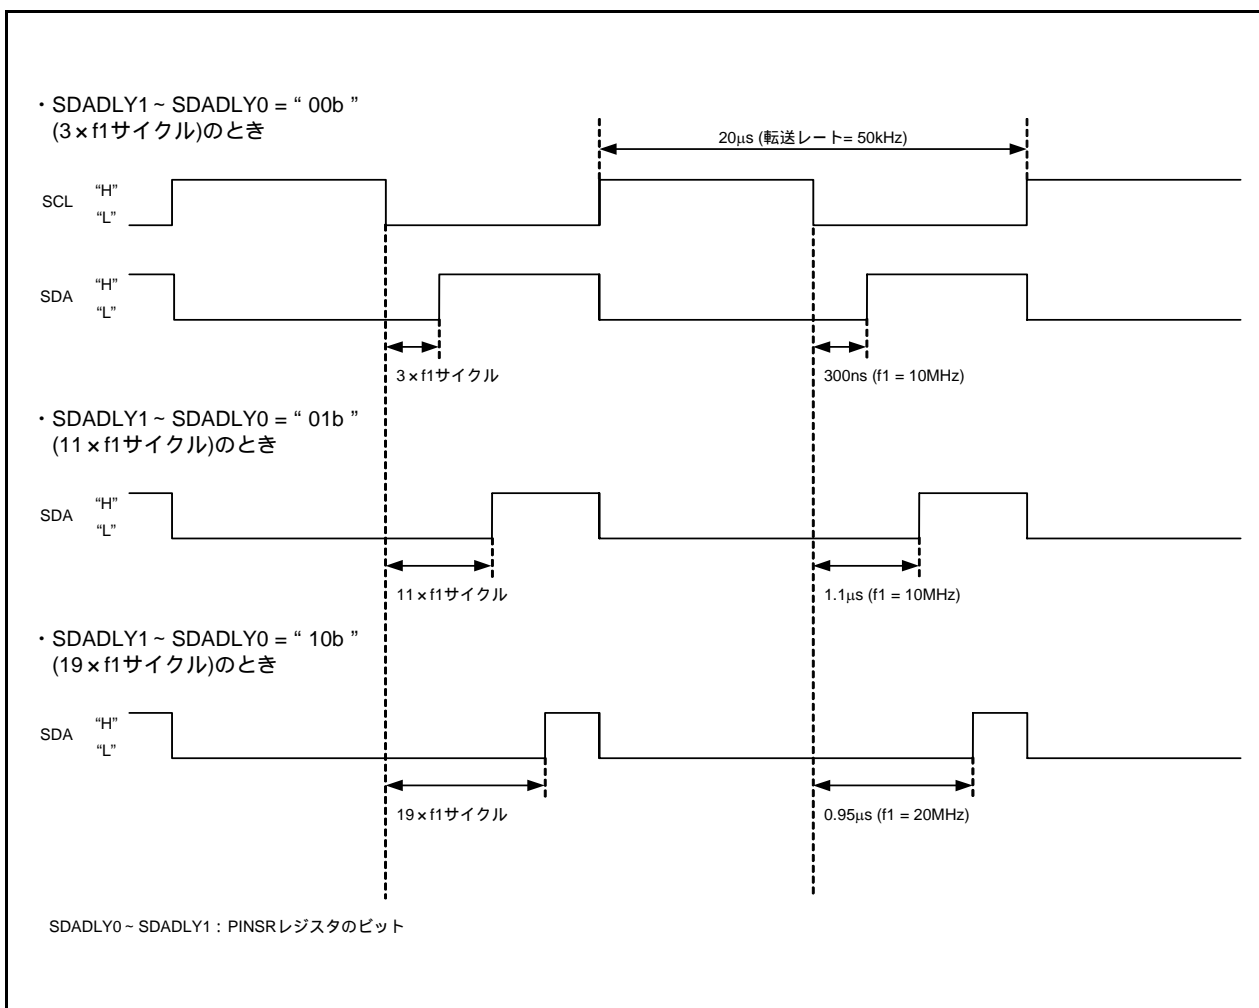 ・SDADLY1~SDADLY0 = “ 00b ”
(3×f1サイクル)のとき
20μs (転送レート= 50kHz)
SCL
“H”
“L”
SDA
“H”
“L”
3×f1サイクル
300ns (f1 = 10MHz)
・SDADLY1~SDADLY0 = “ 01b ”
(11×f1サイクル)のとき
SDA
“H”
“L”
11×f1サイクル
1.1μs (f1 = 10MHz)
・SDADLY1~SDADLY0 = “ 10b ”
(19×f1サイクル)のとき
SDA
“H”
“L”
19×f1サイクル
0.95μs (f1 = 20MHz)
SDADLY0~SDADLY1 : PINSRレジスタのビット